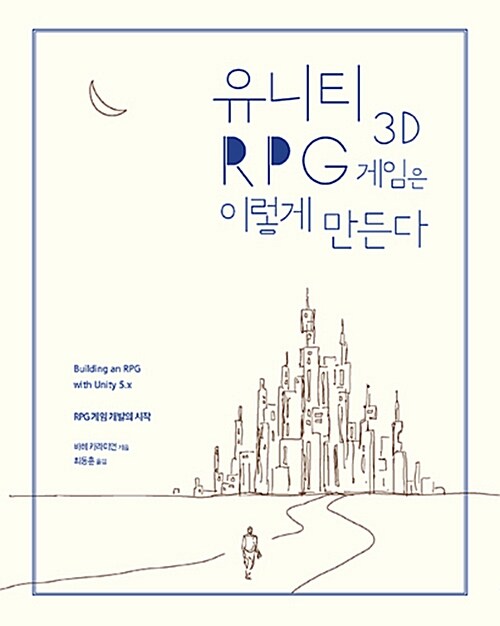 유니티 3D
RPG 게임은
이렇게 만든다
Building an RPG
with Unity 5.x
RPG 게임 개발의 시작
바헤 카라미언 지음
최동훈 옮김